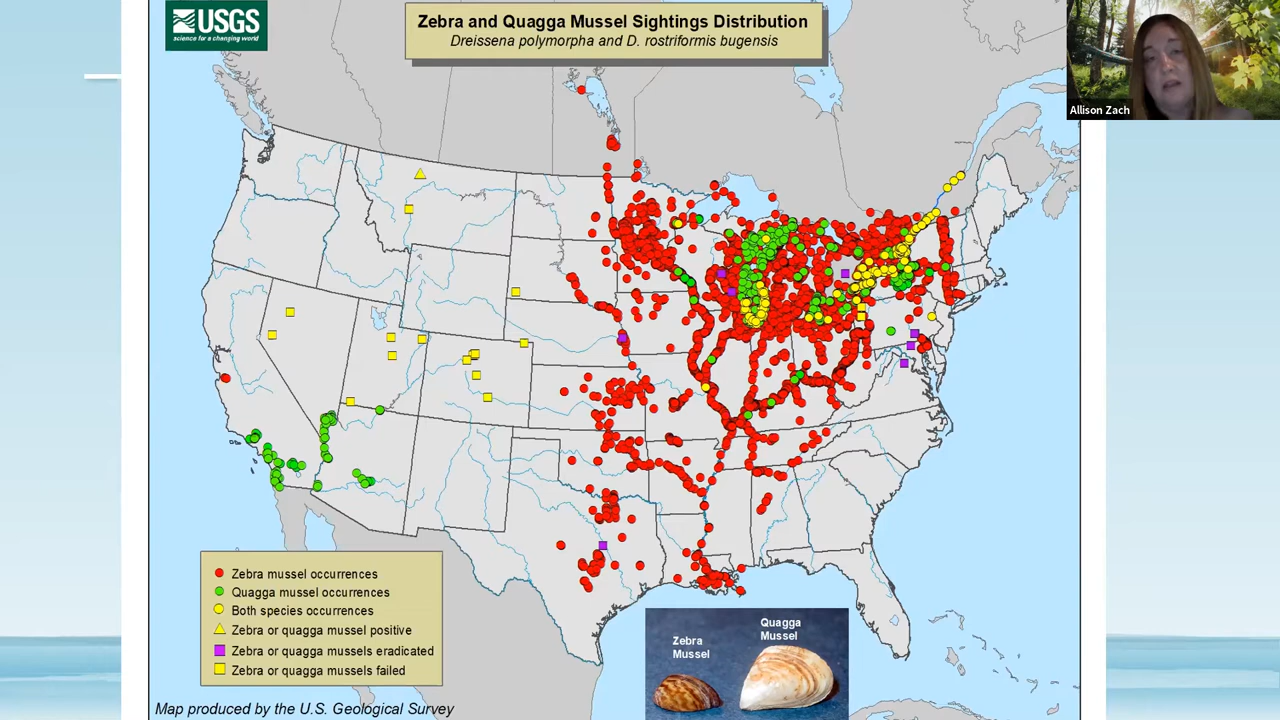 USGS
science for a changing world
Zebra and Quagga Mussel Sightings Distribution
Dreissena polymorpha and D. rostriformis bugensis
Allison Zach
Zebra mussel occurrences
Quagga mussel occurrences
Both species occurrences
Zebra or quagga mussel positive
Zebra or quagga mussels eradicated
Zebra or quagga mussels failed
Zebra
Mussel
Quagga
Mussel
Map produced by the U.S. Geological Survey